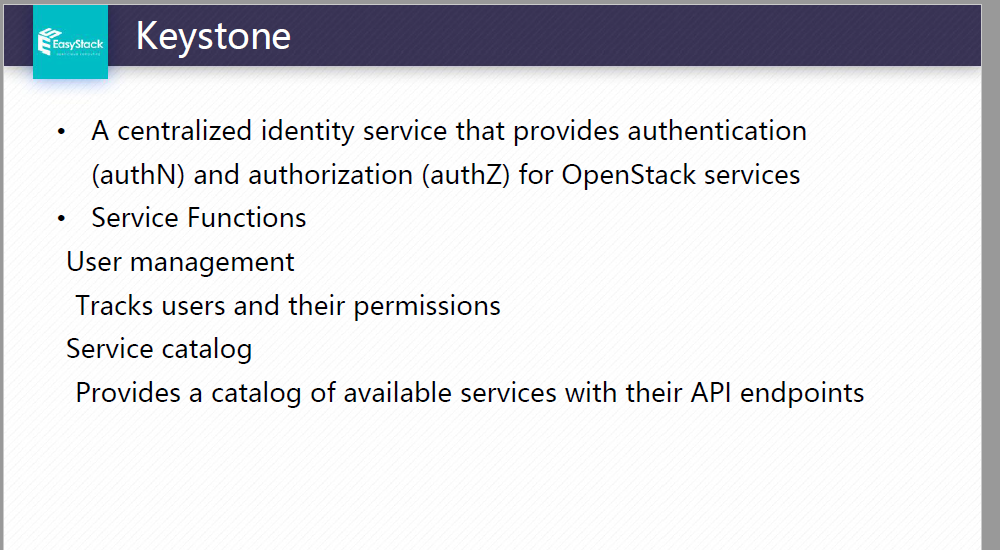 EasyStack
Keystone
• A centralized identity service that provides authentication
(authN) and authorization (authZ) for OpenStack services
• Service Functions
User management
Tracks users and their permissions
Service catalog
Provides a catalog of available services with their API endpoints